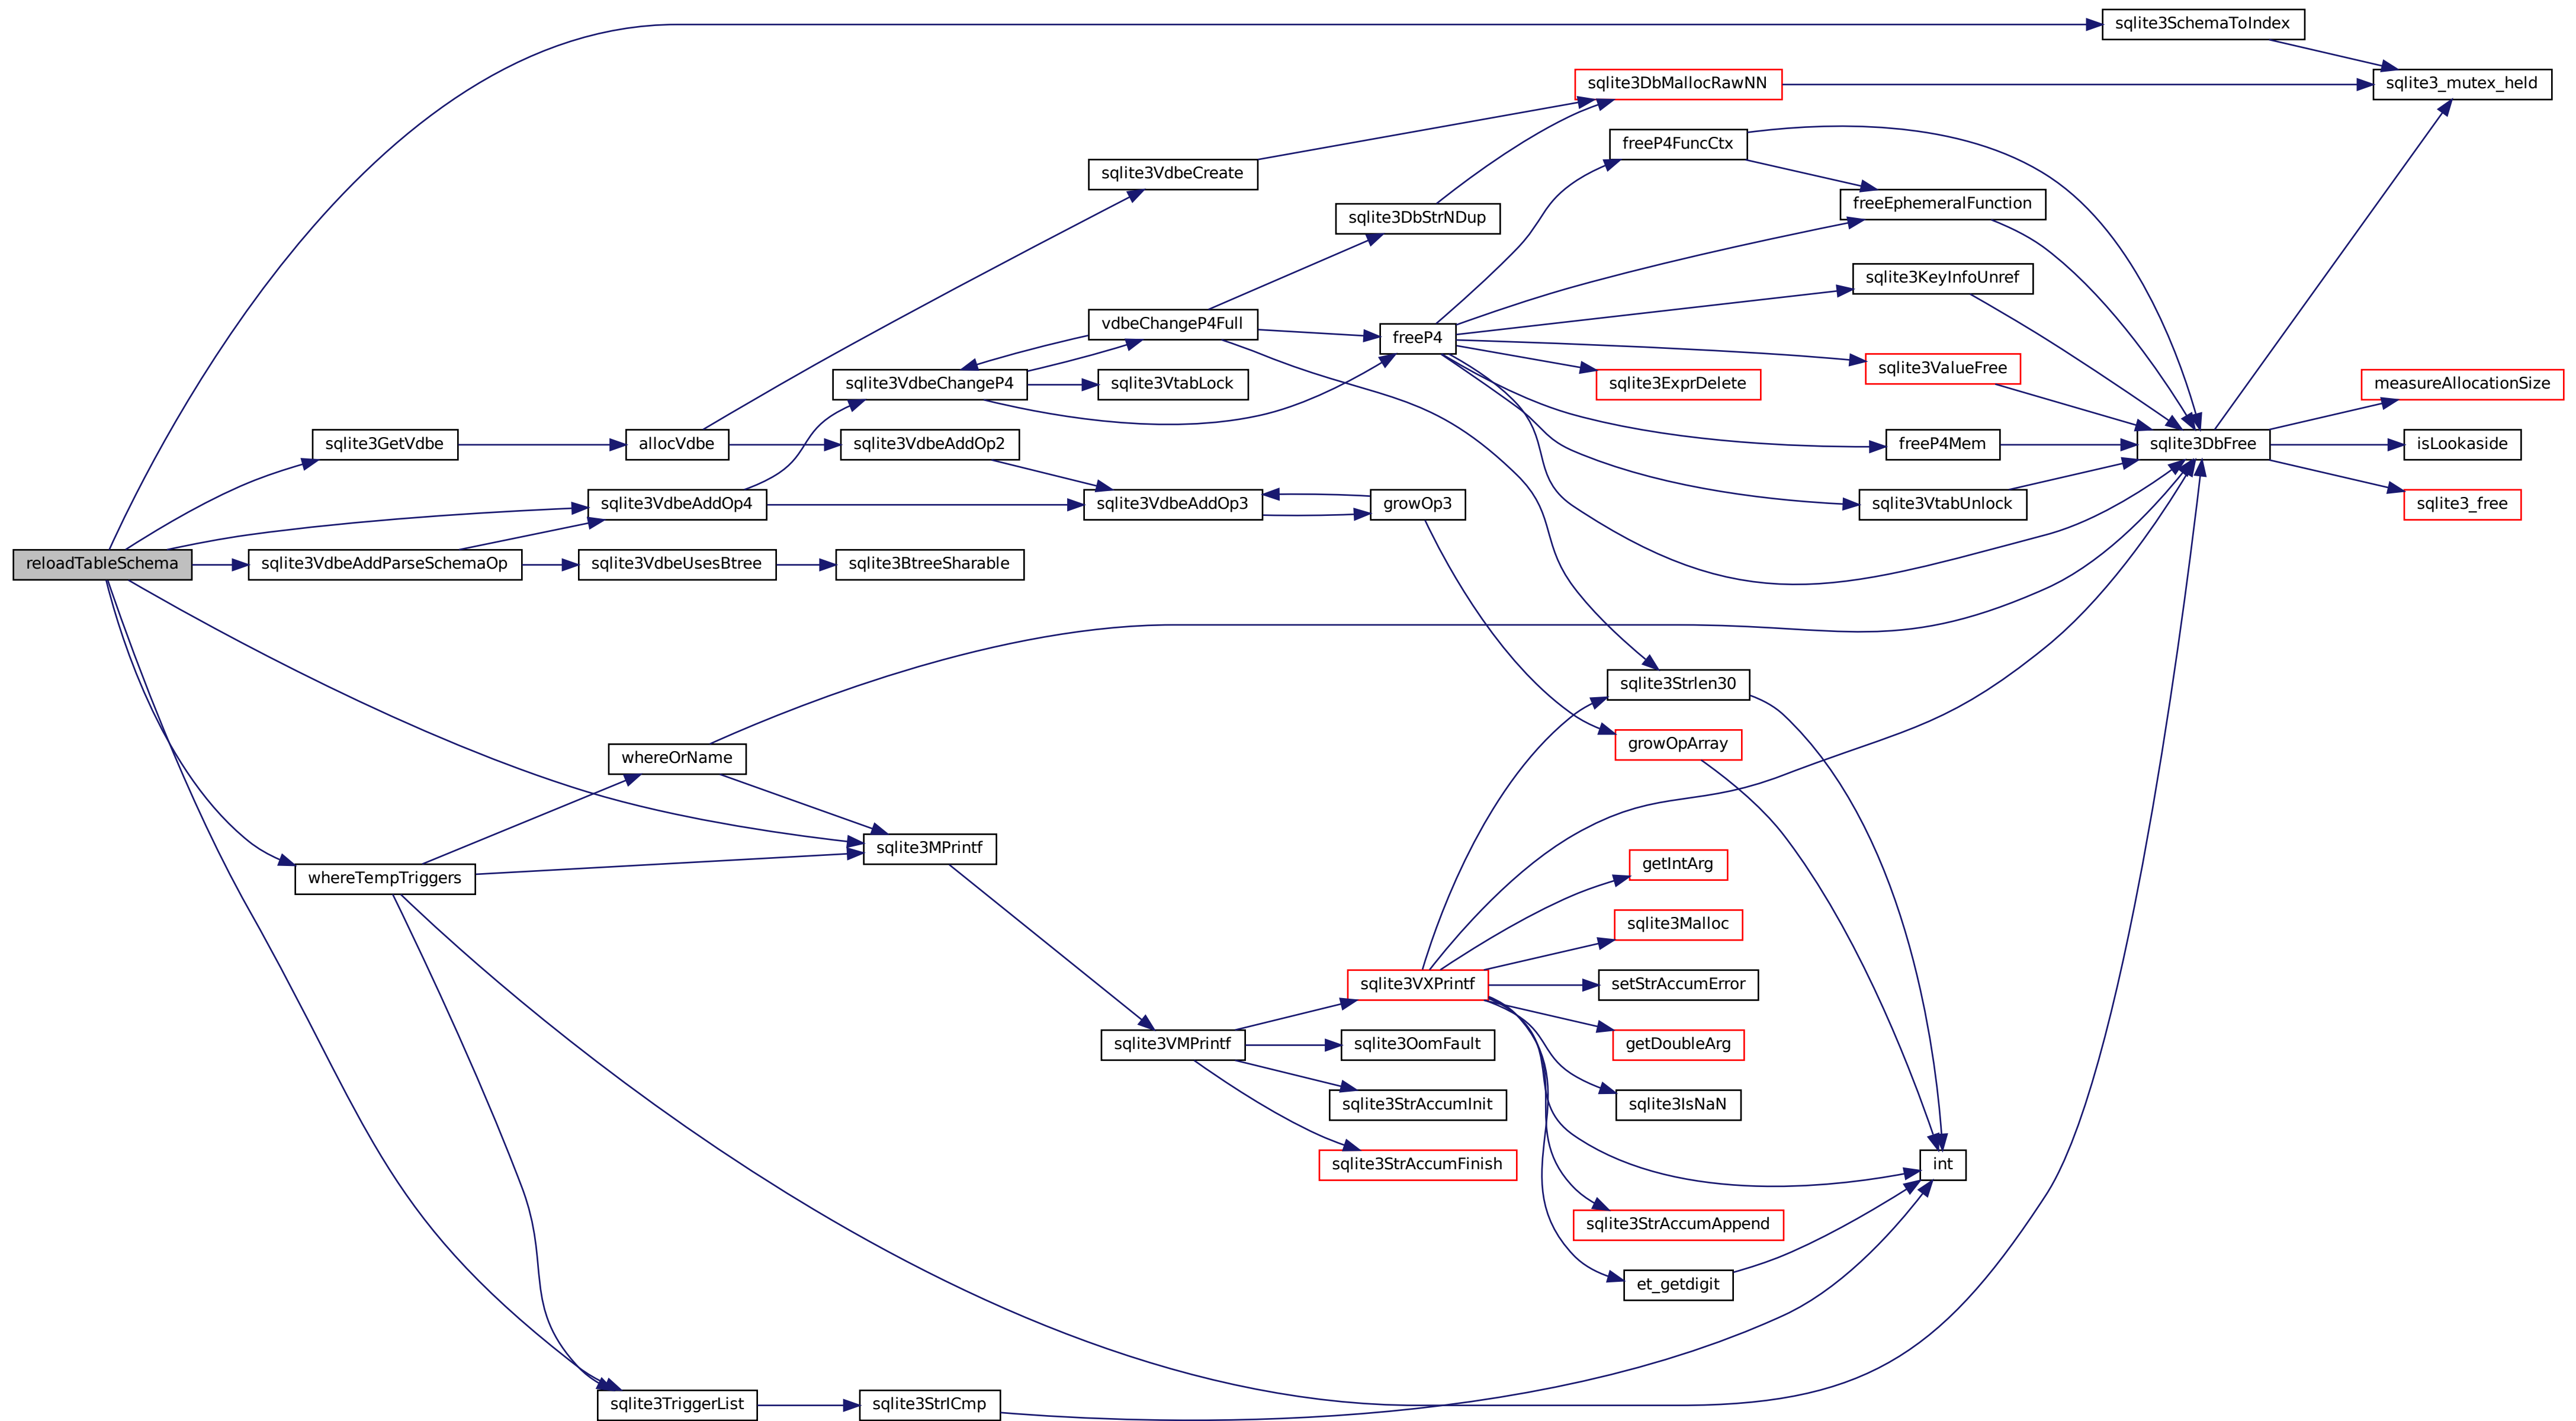 sqlite3SchemaToIndex
sqlite3DbMallocRawNN
sqlite3_mutex_held
freeP4FuncCtx
sqlite3VdbeCreate
freeEphemeralFunction
sqlite3DbStrNDup
sqlite3KeyInfoUnref
vdbeChangeP4Full
freeP4
sqlite3ValueFree
sqlite3VdbeChangeP4
sqlite3VtabLock
sqlite3ExprDelete
measureAllocationSize
sqlite3GetVdbe
allocVdbe
sqlite3VdbeAddOp2
freeP4Mem
sqlite3DbFree
isLookaside
sqlite3VdbeAddOp4
sqlite3VdbeAddOp3
growOp3
sqlite3VtabUnlock
sqlite3_free
reloadTableSchema
sqlite3VdbeAddParseSchemaOp
sqlite3VdbeUsesBtree
sqlite3BtreeSharable
sqlite3Strlen30
growOpArray
whereOrName
sqlite3MPrintf
getIntArg
whereTempTriggers
sqlite3Malloc
sqlite3VXPrintf
setStrAccumError
sqlite3VMPrintf
sqlite3OomFault
getDoubleArg
sqlite3StrAccumInit
sqlite3IsNaN
sqlite3StrAccumFinish
int
sqlite3StrAccumAppend
et_getdigit
sqlite3TriggerList
sqlite3StrICmp